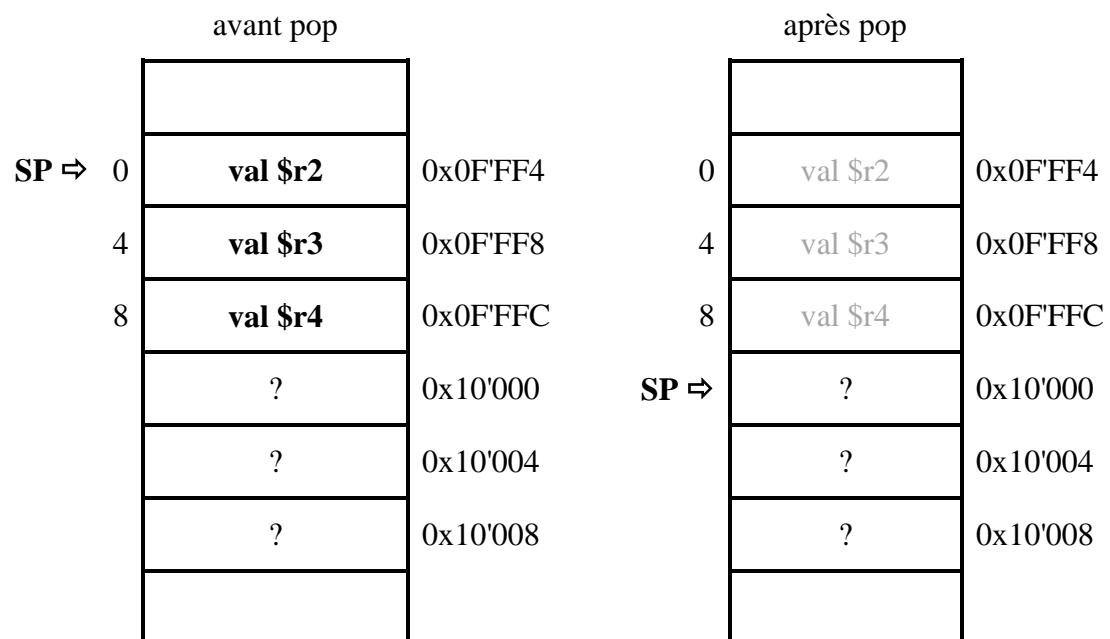 avant pop après pop
SP ⇨ 0 val $r2 0x0F'FF4 0 val $r2 0x0F'FF4
4 val $r3 0x0F'FF8 4 val $r3 0x0F'FF8
8 val $r4 0x0F'FFC 8 val $r4 0x0F'FFC
? 0x10'000 SP ⇨ ? 0x10'000
? 0x10'004 ? 0x10'004
? 0x10'008 ? 0x10'008